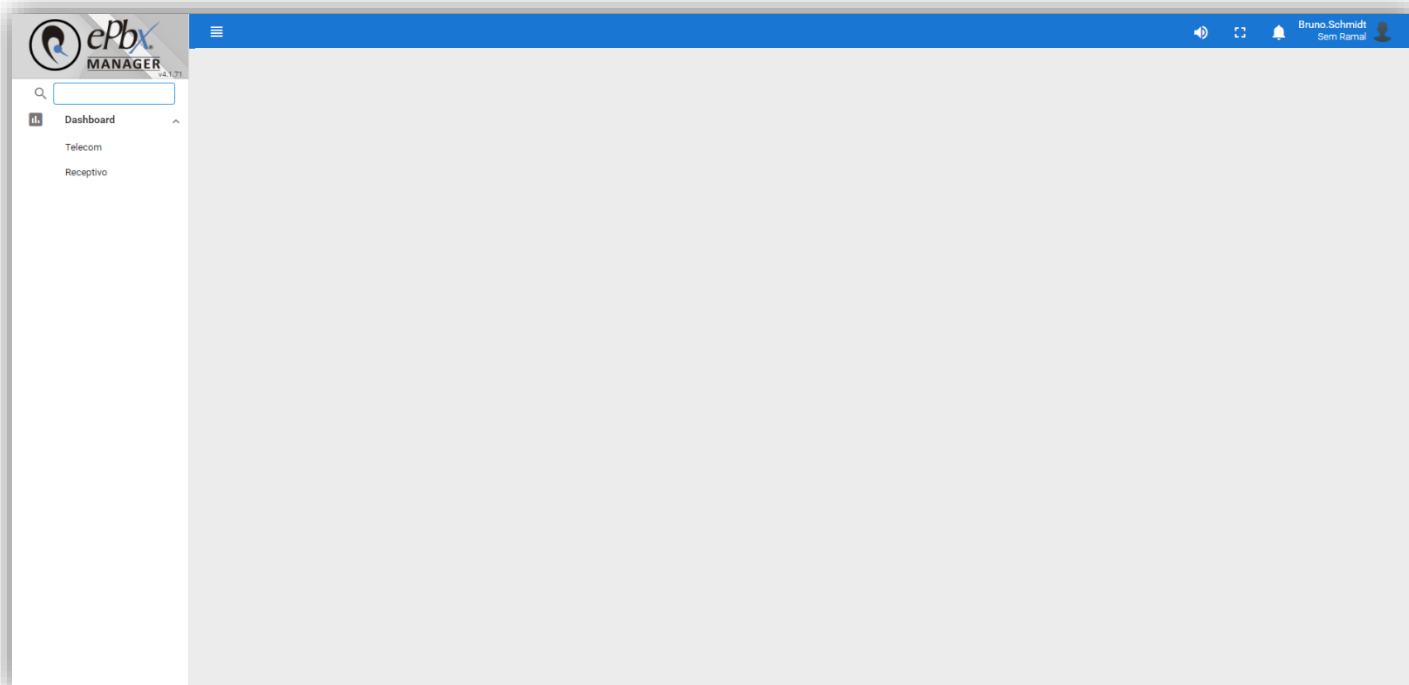 ePbx.
MANAGER
v4.1.71
Bruno.Schmidt
Sem Ramal
Dashboard
Telecom
Receptivo